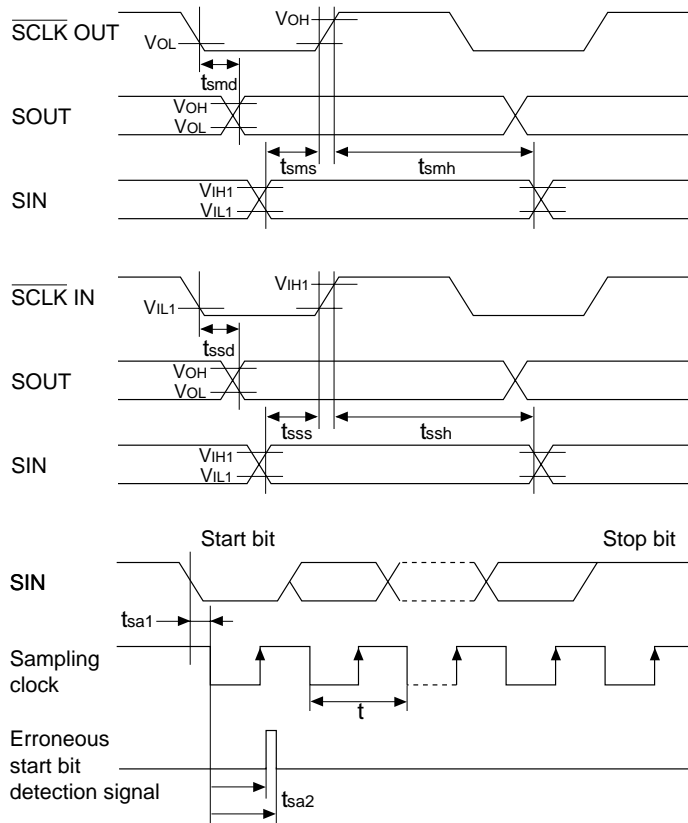 SCLK OUT
VOH
VOL
tsmd
SOUT
VOH
VOL
tsms
tsmh
SIN
VIH1
VIL1
SCLK IN
VIH1
VIL1
tssd
SOUT
VOH
VOL
tsss
tssh
SIN
VIH1
VIL1
Start bit
Stop bit
SIN
tsa1
Sampling
clock
t
Erroneous
start bit
detection signal
tsa2